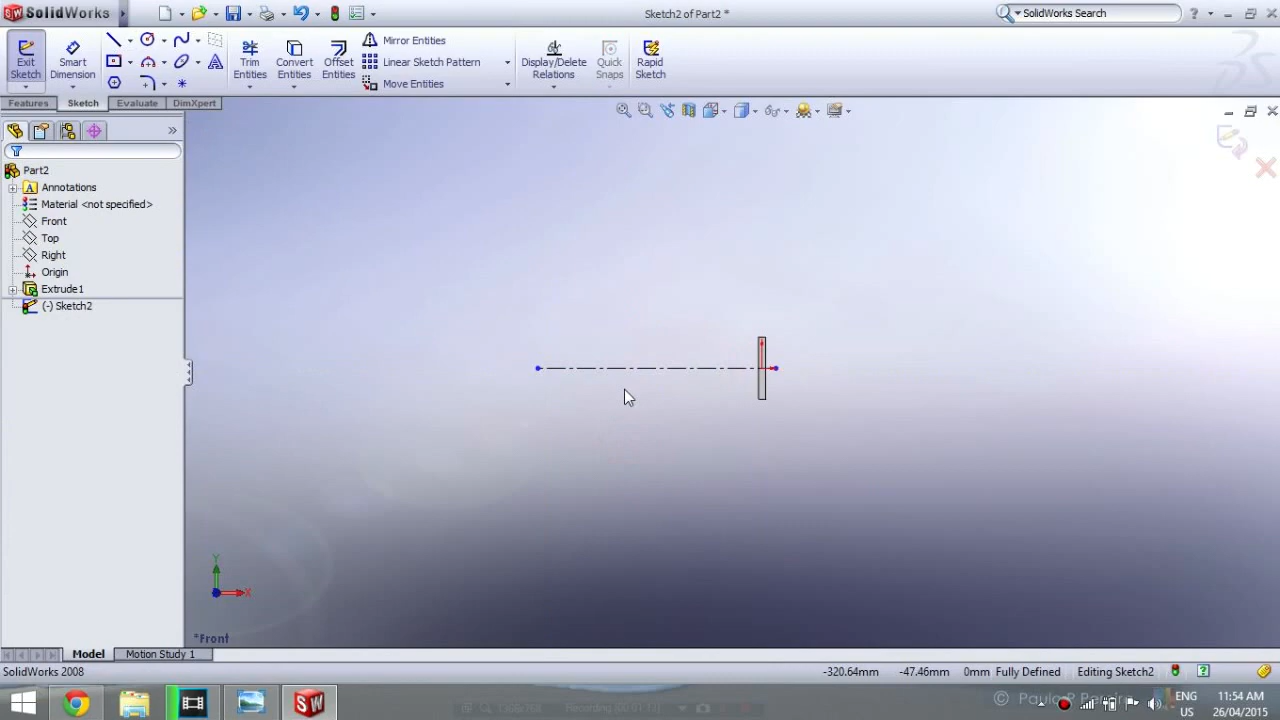 SolidWorks
Sketch2 of Part2 *
SolidWorks Search
Exit Sketch
Smart Dimension
Trim Entities
Convert Entities
Offset Entities
Mirror Entities
Linear Sketch Pattern
Move Entities
Display/Delete Relations
Quick Snaps
Rapid Sketch
Features
Sketch
Evaluate
DimXpert
Part2
Annotations
Material <not specified>
Front
Top
Right
Origin
Extrude1
(-) Sketch2
Y
X
*Front
Model
Motion Study 1
SolidWorks 2008
-320.64mm
-47.46mm
0mm
Fully Defined
Editing Sketch2
ENG
US
11:54 AM
26/04/2015